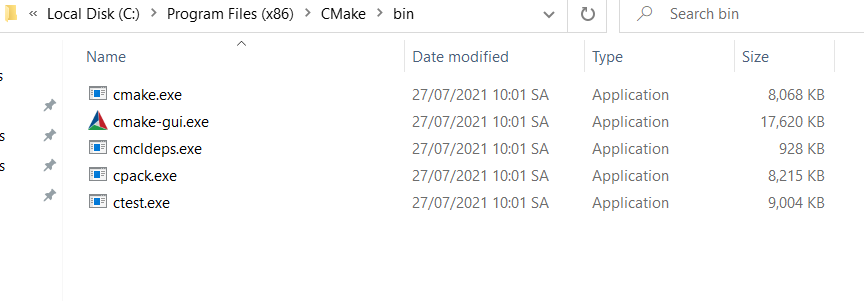 « Local Disk (C:) > Program Files (x86) > CMake > bin Search bin
Name Date modified Type Size
cmake.exe 27/07/2021 10:01 SA Application 8,068 KB
cmake-gui.exe 27/07/2021 10:01 SA Application 17,620 KB
cmcldeps.exe 27/07/2021 10:01 SA Application 928 KB
cpack.exe 27/07/2021 10:01 SA Application 8,215 KB
ctest.exe 27/07/2021 10:01 SA Application 9,004 KB